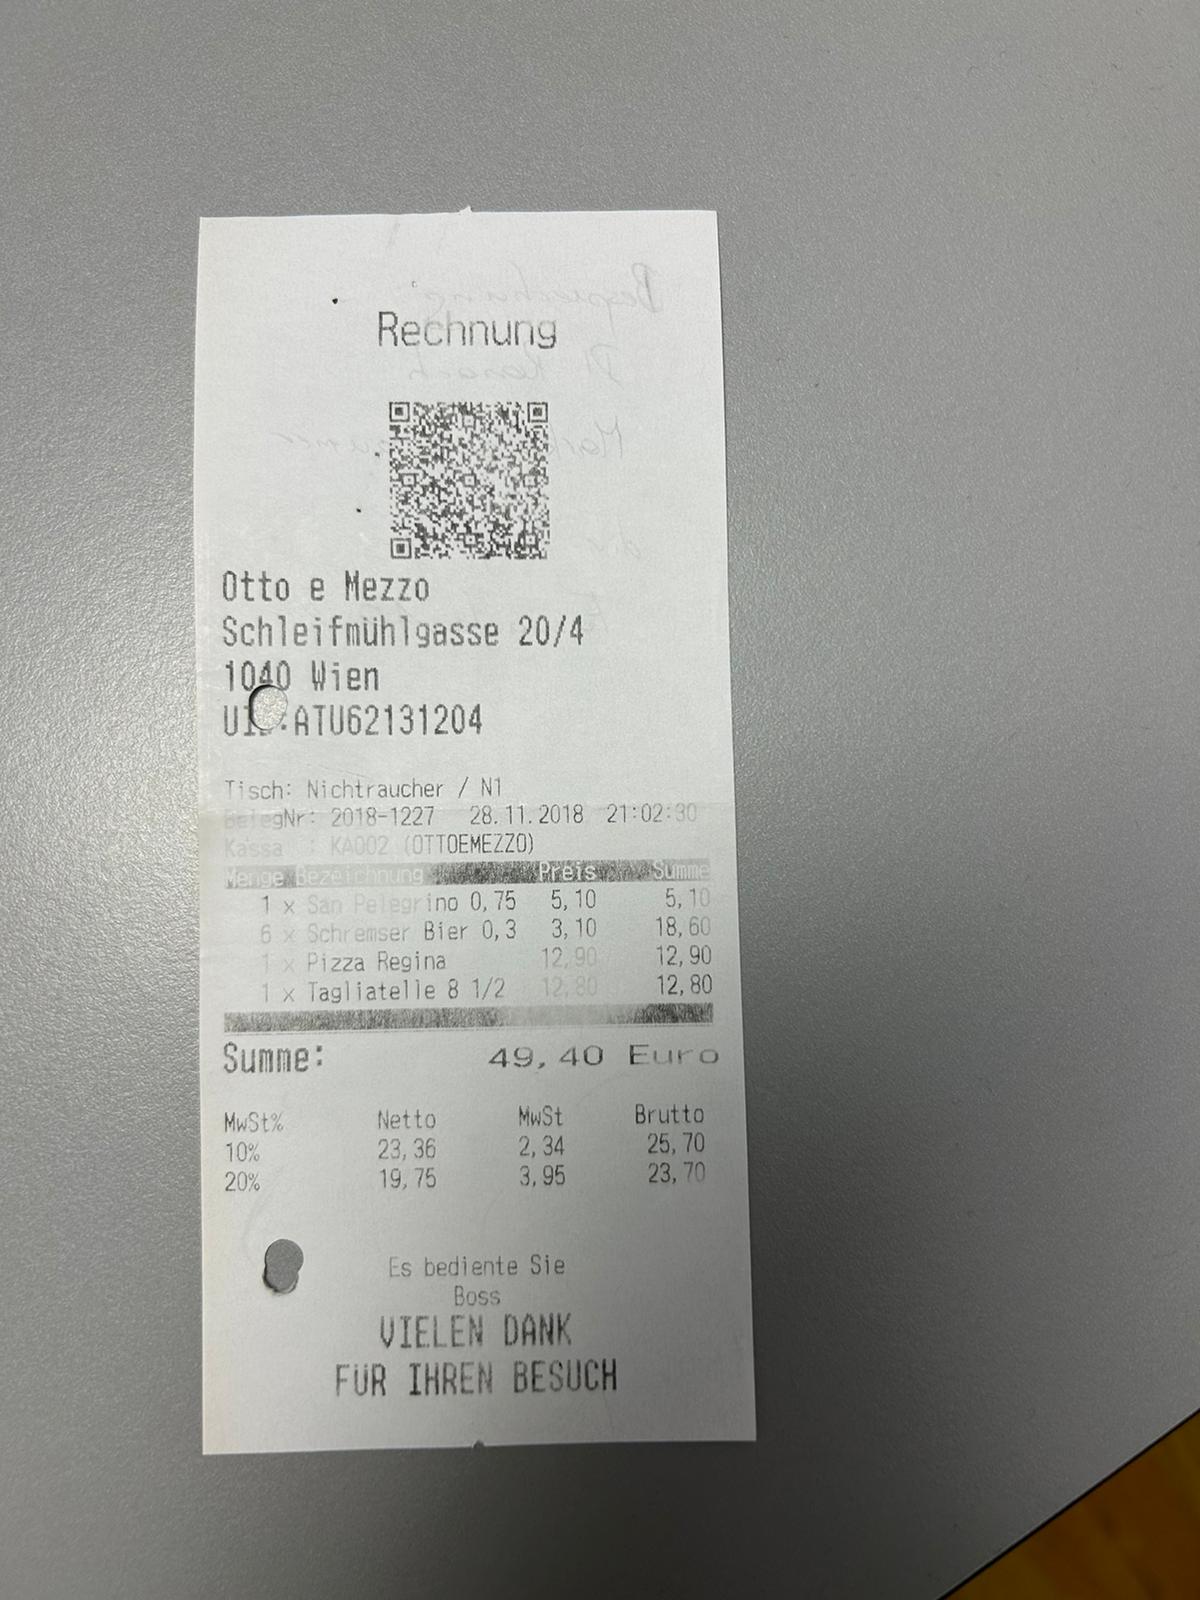 Rechnung
Otto e Mezzo
Schleifmühlgasse 20/4
1040 Wien
UID:ATU62131204
Tisch: Nichtraucher / N1
BelegNr: 2018-1227 28.11.2018 21:02:30
Kassa : KA002 (OTTOEMEZZO)
Menge Bezeichnung Preis Summe
1 x San Pelegrino 0,75 5,10 5,10
6 x Schremser Bier 0,3 3,10 18,60
1 x Pizza Regina 12,90 12,90
1 x Tagliatelle 8 1/2 12,80 12,80
Summe: 49,40 Euro
MwSt% Netto MwSt Brutto
10% 23,36 2,34 25,70
20% 19,75 3,95 23,70
Es bediente Sie
Boss
VIELEN DANK
FÜR IHREN BESUCH